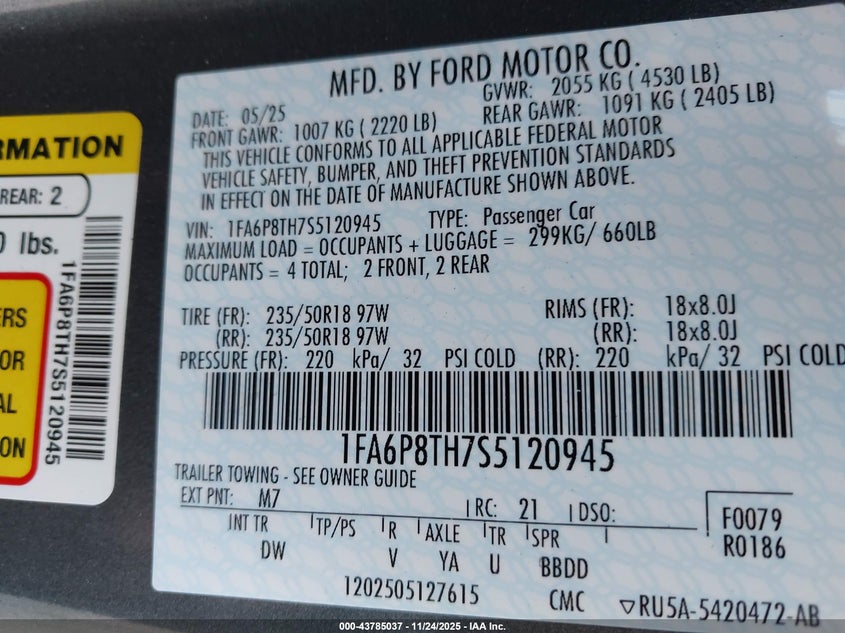 MFD. BY FORD MOTOR CO.
DATE: 05/25
GVWR: 2055 KG ( 4530 LB)
FRONT GAWR: 1007 KG ( 2220 LB)
REAR GAWR: 1091 KG ( 2405 LB)
THIS VEHICLE CONFORMS TO ALL APPLICABLE FEDERAL MOTOR
VEHICLE SAFETY, BUMPER, AND THEFT PREVENTION STANDARDS
IN EFFECT ON THE DATE OF MANUFACTURE SHOWN ABOVE.
VIN: 1FA6P8TH7S5120945 TYPE: Passenger Car
MAXIMUM LOAD = OCCUPANTS + LUGGAGE = 299KG/ 660LB
OCCUPANTS = 4 TOTAL; 2 FRONT, 2 REAR
TIRE (FR): 235/50R18 97W RIMS (FR): 18x8.0J
(RR): 235/50R18 97W (RR): 18x8.0J
PRESSURE (FR): 220 kPa/ 32 PSI COLD (RR): 220 kPa/ 32 PSI COLD
1FA6P8TH7S5120945
TRAILER TOWING - SEE OWNER GUIDE
EXT PNT: M7 RC: 21 DSO:
INT TR TP/PS R AXLE TR SPR
DW V YA U BBDD
F0079
R0186
1202505127615 CMC ▽RU5A-5420472-AB
RMATION
REAR: 2
0 lbs.
1FA6P8TH7S5120945
ERS
OR
AL
ON
000-43785037 - 11/24/2025 - IAA Inc.